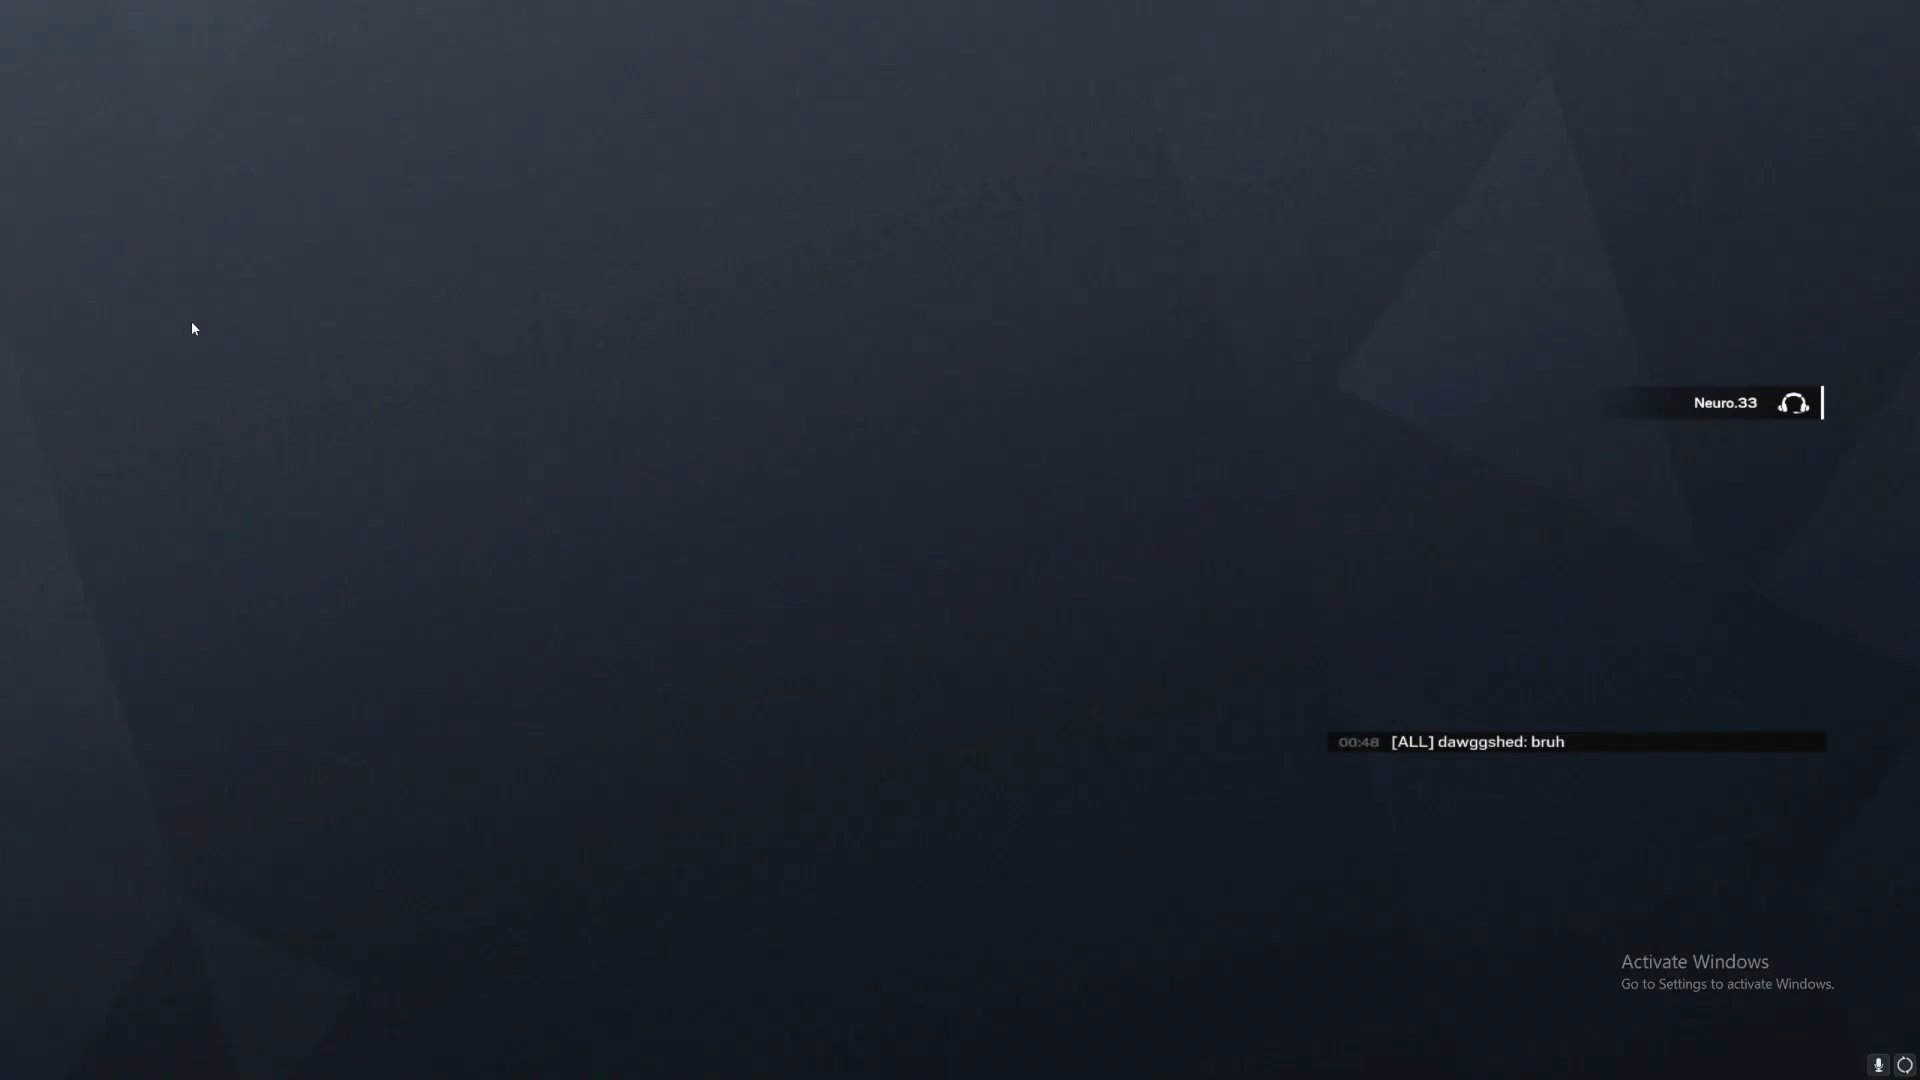 Neuro.33
00:48 [ALL] dawggshed: bruh
Activate Windows
Go to Settings to activate Windows.